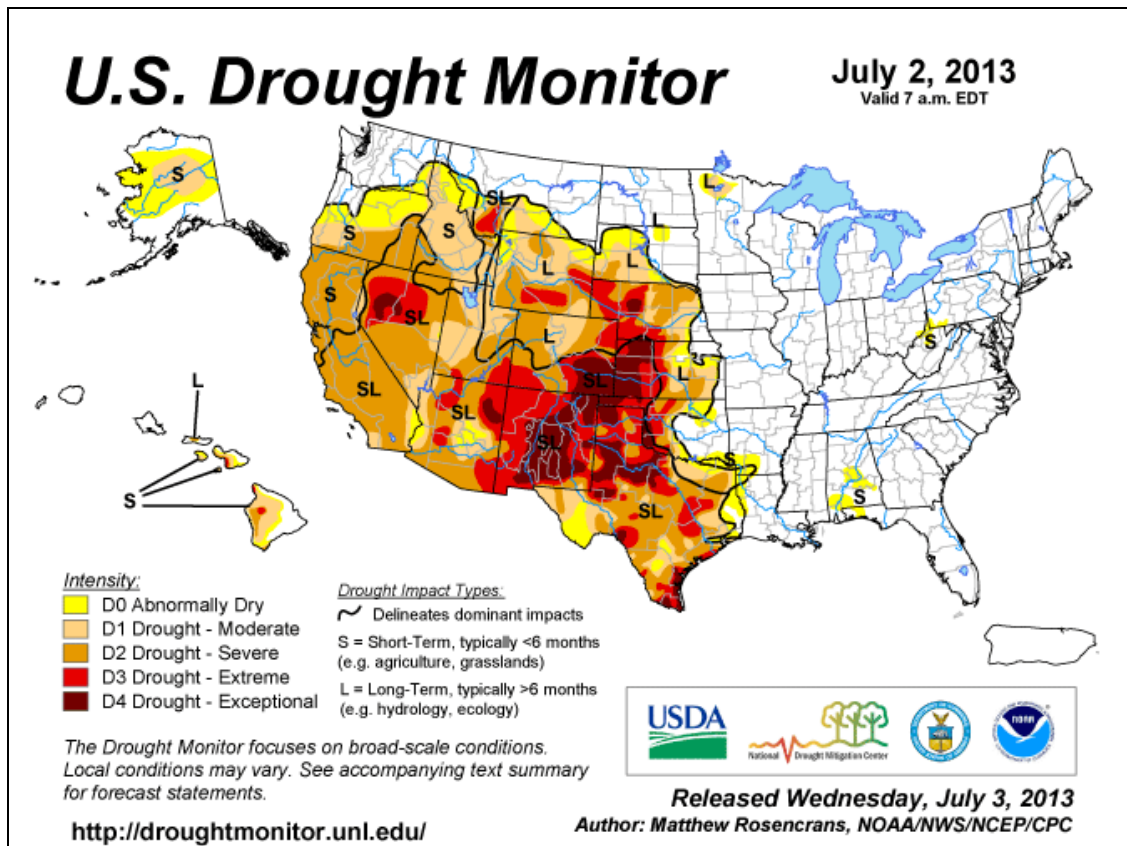 U.S. Drought Monitor
July 2, 2013
Valid 7 a.m. EDT
S
SL
L
S
S
L
L
L
S
SL
L
S
L
SL
L
SL
SL
S
SL
S
S
SL
Intensity:
D0 Abnormally Dry
D1 Drought - Moderate
D2 Drought - Severe
D3 Drought - Extreme
D4 Drought - Exceptional
Drought Impact Types:
Delineates dominant impacts
S = Short-Term, typically <6 months
(e.g. agriculture, grasslands)
L = Long-Term, typically >6 months
(e.g. hydrology, ecology)
USDA
National Drought Mitigation Center
NOAA
The Drought Monitor focuses on broad-scale conditions.
Local conditions may vary. See accompanying text summary
for forecast statements.
http://droughtmonitor.unl.edu/
Released Wednesday, July 3, 2013
Author: Matthew Rosencrans, NOAA/NWS/NCEP/CPC